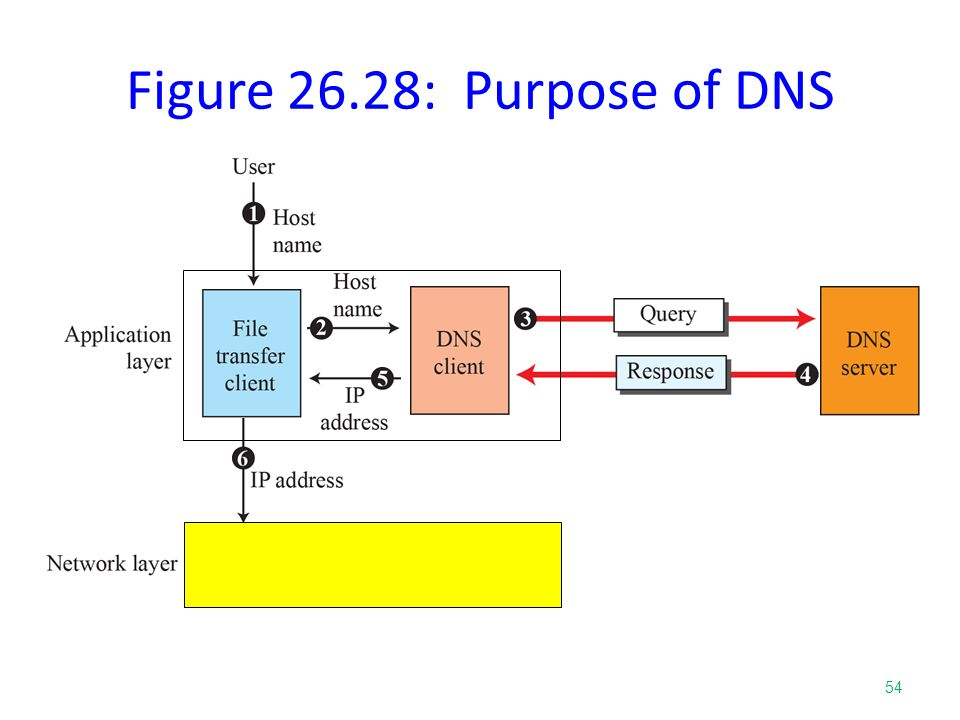 Figure 26.28: Purpose of DNS
User
1
Host
name
Application
layer
File
transfer
client
Host
name
2
5
IP
address
DNS
client
3
Query
Response
4
DNS
server
6
IP address
Network layer
54